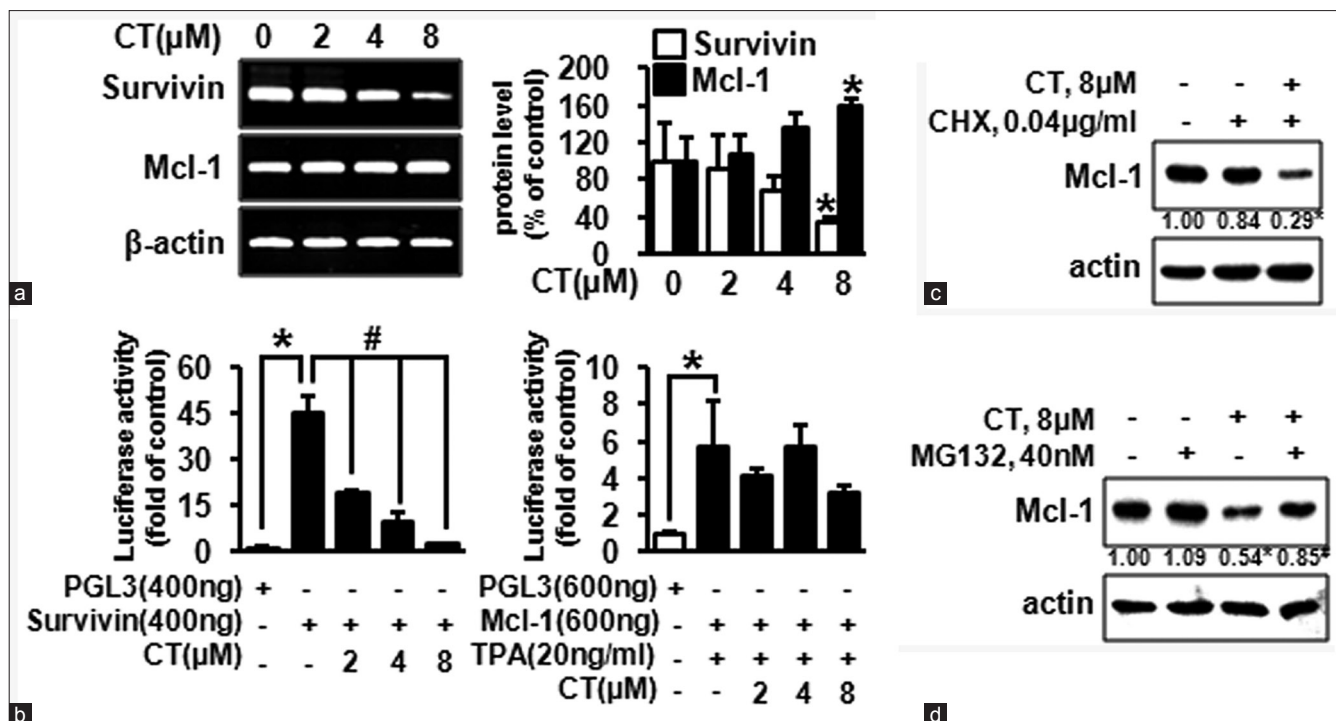 CT(µM) 0 2 4 8
Survivin
Mcl-1
β-actin
a
Survivin
Mcl-1
protein level
(% of control)
200
160
120
80
40
0
*
*
CT(µM) 0 2 4 8
CT, 8µM - - +
CHX, 0.04µg/ml - + +
Mcl-1
1.00 0.84 0.29*
actin
c
Luciferase activity
(fold of control)
60
45
30
15
0
* #
PGL3(400ng) + - - - -
Survivin(400ng) - + + + +
CT(µM) - - 2 4 8
b
Luciferase activity
(fold of control)
10
8
6
4
2
0
*
PGL3(600ng) + - - - -
Mcl-1(600ng) - + + + +
TPA(20ng/ml) - + + + +
CT(µM) - - 2 4 8
CT, 8µM - - + +
MG132, 40nM - + - +
Mcl-1
1.00 1.09 0.54* 0.85#
actin
d